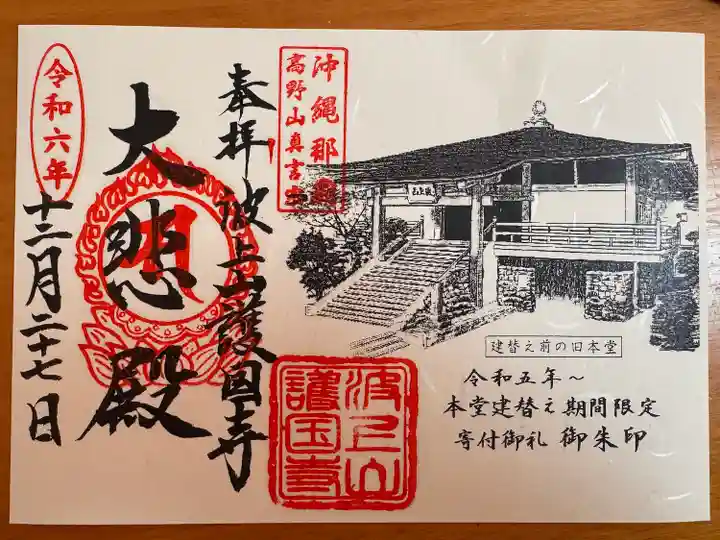 沖縄那覇
高野山真言宗
奉拝
波上山護国寺
大悲殿
令和六年
十二月二十七日
波上山
護国寺
波上山
建替え前の旧本堂
令和五年～
本堂建替え期間限定
寄付御礼 御朱印